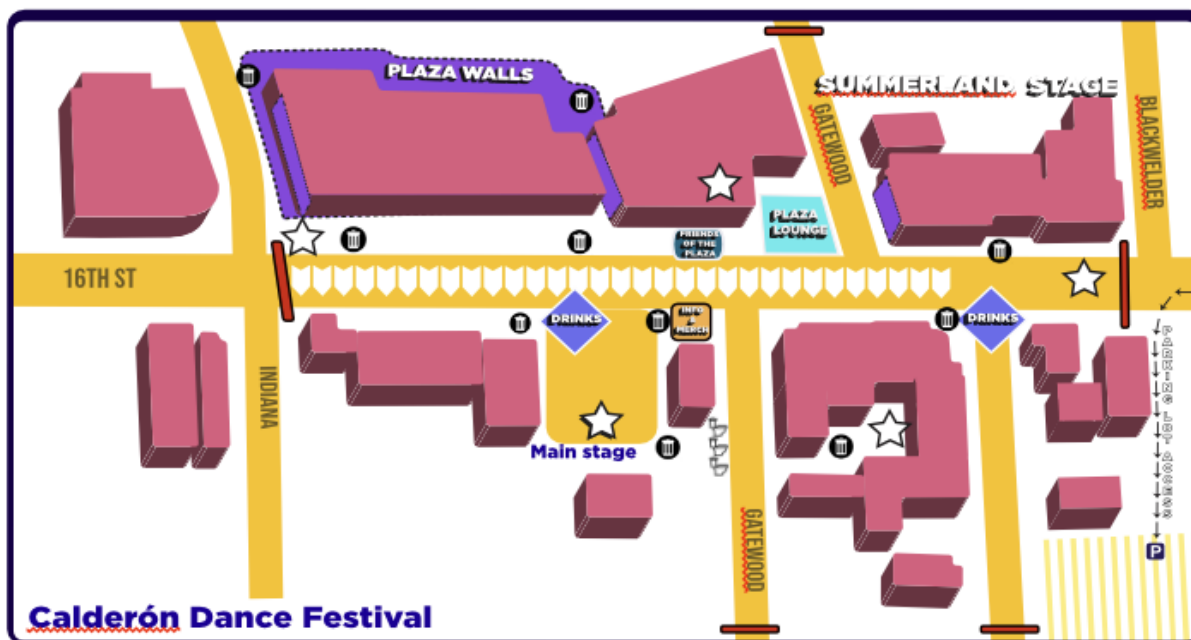 PLAZA WALLS
SUMMERLAND STAGE
GATEWOOD
BLACKWELDER
PLAZA
LOUNGE
FRIENDS
OF THE
PLAZA
16TH ST
DRINKS
INFO
&
MERCH
DRINKS
PARKING LOT ACCESS
INDIANA
Main stage
GATEWOOD
P
Calderón Dance Festival